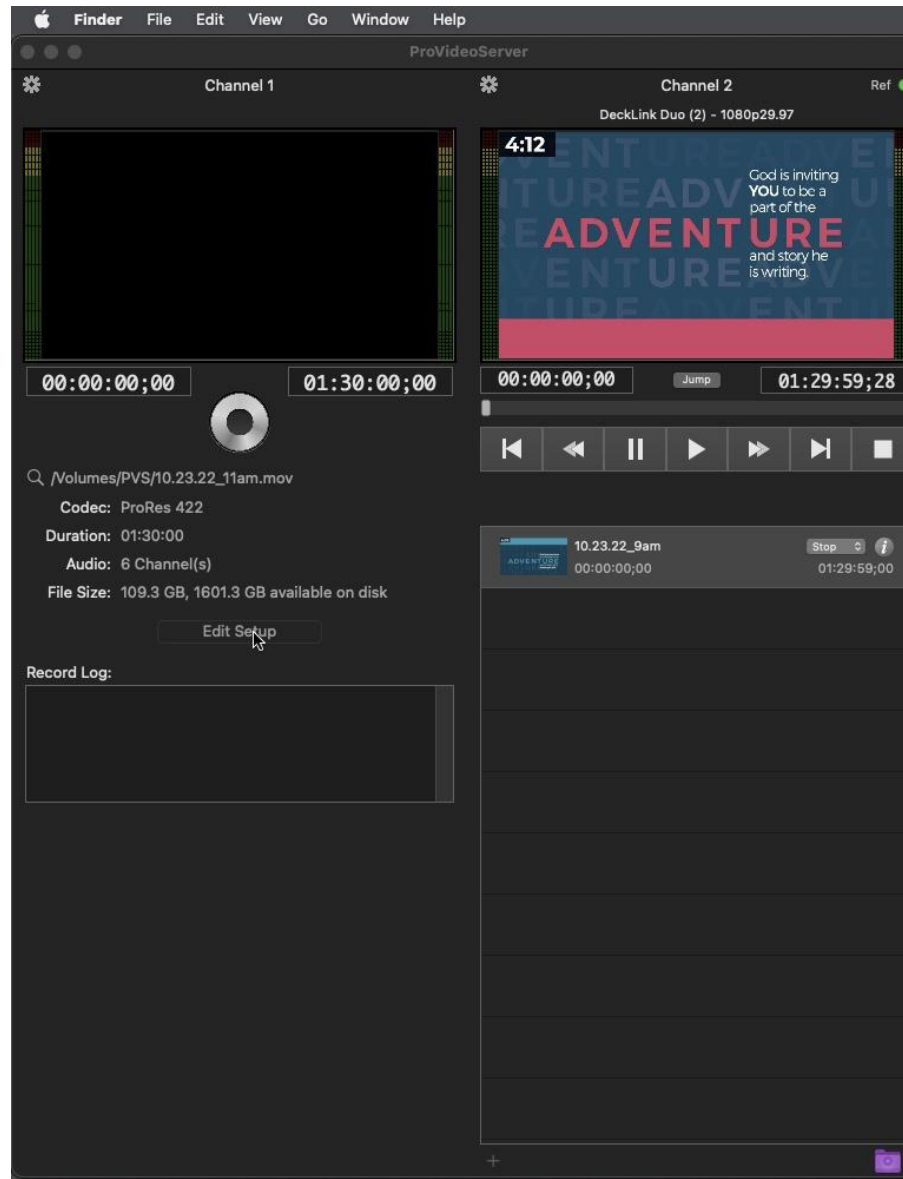 Finder File Edit View Go Window Help
ProVideoServer
Channel 1
00:00:00;00 01:30:00;00
/Volumes/PVS/10.23.22_11am.mov
Codec: ProRes 422
Duration: 01:30:00
Audio: 6 Channel(s)
File Size: 109.3 GB, 1601.3 GB available on disk
Edit Setup
Record Log:
Channel 2 Ref
DeckLink Duo (2) - 1080p29.97
4:12
God is inviting
YOU to be a
part of the
ADVENTURE
and story he
is writing.
00:00:00;00 Jump 01:29:59;28
10.23.22_9am Stop
00:00:00;00 01:29:59;00